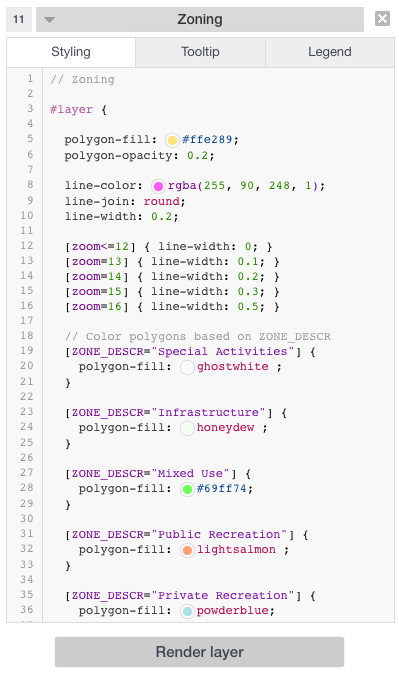 11 Zoning
Styling Tooltip Legend
1 // Zoning
2
3 #layer {
4
5 polygon-fill: #ffe289;
6 polygon-opacity: 0.2;
7
8 line-color: rgba(255, 90, 248, 1);
9 line-join: round;
10 line-width: 0.2;
11
12 [zoom<=12] { line-width: 0; }
13 [zoom=13] { line-width: 0.1; }
14 [zoom=14] { line-width: 0.2; }
15 [zoom=15] { line-width: 0.3; }
16 [zoom=16] { line-width: 0.5; }
17
18 // Color polygons based on ZONE_DESCR
19 [ZONE_DESCR="Special Activities"] {
20 polygon-fill: ghostwhite ;
21 }
22
23 [ZONE_DESCR="Infrastructure"] {
24 polygon-fill: honeydew ;
25 }
26
27 [ZONE_DESCR="Mixed Use"] {
28 polygon-fill: #69ff74;
29 }
30
31 [ZONE_DESCR="Public Recreation"] {
32 polygon-fill: lightsalmon ;
33 }
34
35 [ZONE_DESCR="Private Recreation"] {
36 polygon-fill: powderblue;
Render layer